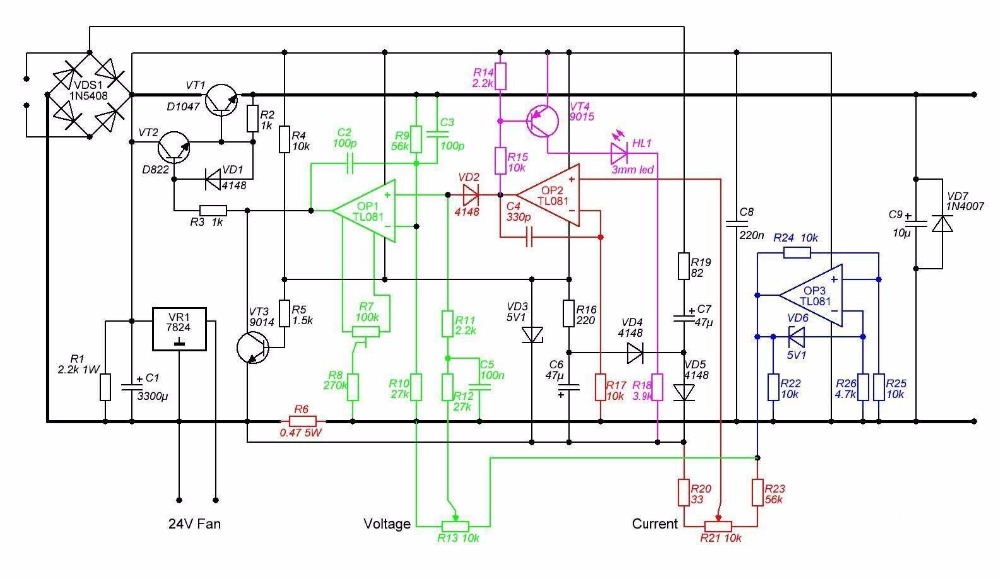 VDS1
1N5408
VT1
D1047
R2
1k
VT2
D822
VD1
4148
R3 1k
R4
10k
C2
100p
R9
56k
C3
100p
OP1
TL081
R14
2.2k
VT4
9015
R15
10k
HL1
3mm led
VD2
4148
OP2
TL081
C4
330p
C8
220n
C9
10µ
VD7
1N4007
R24 10k
OP3
TL081
VD6
5V1
R19
82
C7
47µ
VR1
7824
VT3
9014
R5
1.5k
R7
100k
R11
2.2k
VD3
5V1
R16
220
VD4
4148
VD5
4148
R1
2.2k 1W
C1
3300µ
R8
270k
R10
27k
C5
100n
R12
27k
C6
47µ
R17
10k
R18
3.9k
R22
10k
R26
4.7k
R25
10k
R6
0.47 5W
R20
33
R23
56k
24V Fan
Voltage
R13 10k
Current
R21 10k